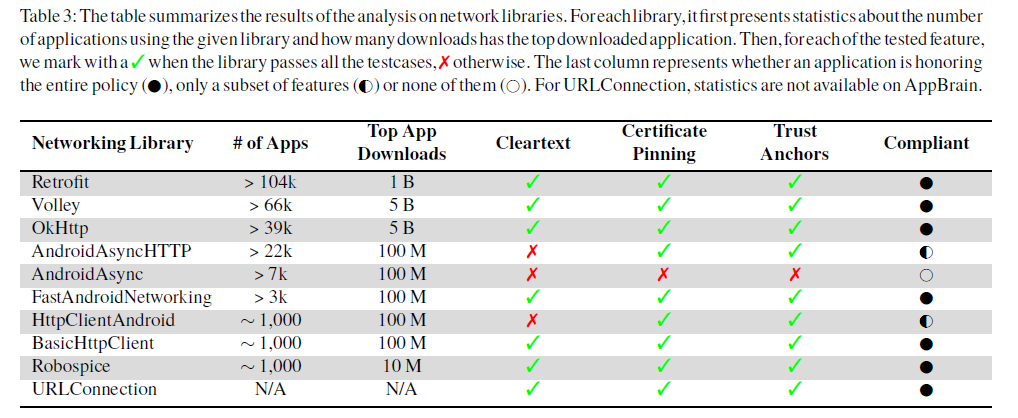 Table 3: The table summarizes the results of the analysis on network libraries. For each library, it first presents statistics about the number
of applications using the given library and how many downloads has the top downloaded application. Then, for each of the tested feature,
we mark with a ✓ when the library passes all the testcases, ✗ otherwise. The last column represents whether an application is honoring
the entire policy (●), only a subset of features (◐) or none of them (○). For URLConnection, statistics are not available on AppBrain.
Networking Library # of Apps Top App Downloads Cleartext Certificate Pinning Trust Anchors Compliant
Retrofit > 104k 1 B ✓ ✓ ✓ ●
Volley > 66k 5 B ✓ ✓ ✓ ●
OkHttp > 39k 5 B ✓ ✓ ✓ ●
AndroidAsyncHTTP > 22k 100 M ✗ ✓ ✓ ◐
AndroidAsync > 7k 100 M ✗ ✗ ✗ ○
FastAndroidNetworking > 3k 100 M ✓ ✓ ✓ ●
HttpClientAndroid ~ 1,000 100 M ✗ ✓ ✓ ◐
BasicHttpClient ~ 1,000 100 M ✓ ✓ ✓ ●
Robospice ~ 1,000 10 M ✓ ✓ ✓ ●
URLConnection N/A N/A ✓ ✓ ✓ ●